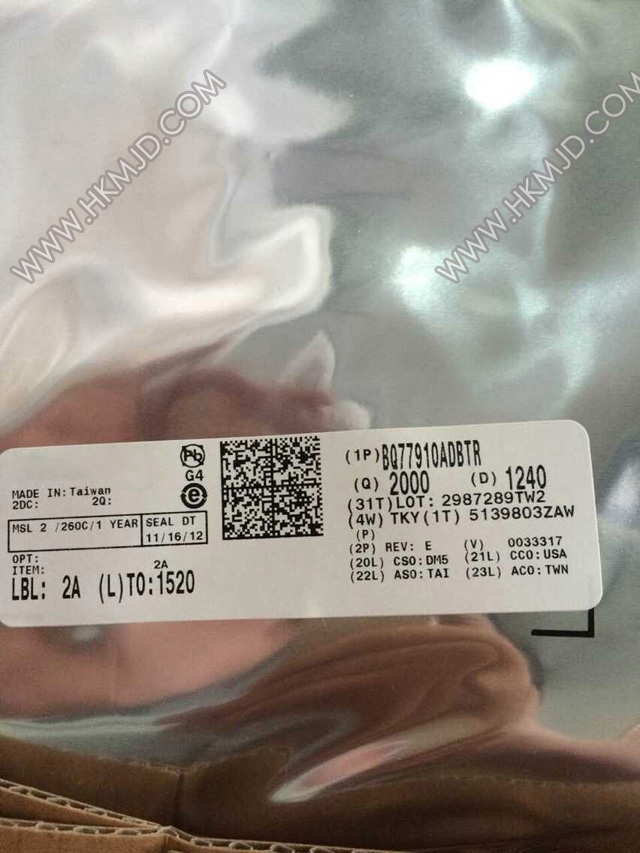 WWW.HKMJD.COM
WWW.HKMJD.COM
Pb
G4
e
MADE IN: Taiwan
2DC: 2Q:
MSL 2 /260C/1 YEAR
SEAL DT
11/16/12
OPT:
ITEM: 2A
LBL: 2A (L)TO:1520
(1P)BQ77910ADBTR
(Q) 2000 (D) 1240
(31T)LOT: 2987289TW2
(4W) TKY(1T) 5139803ZAW
(P)
(2P) REV: E (V) 0033317
(20L) CSO:DM5 (21L) CCO:USA
(22L) ASO:TAI (23L) ACO:TWN